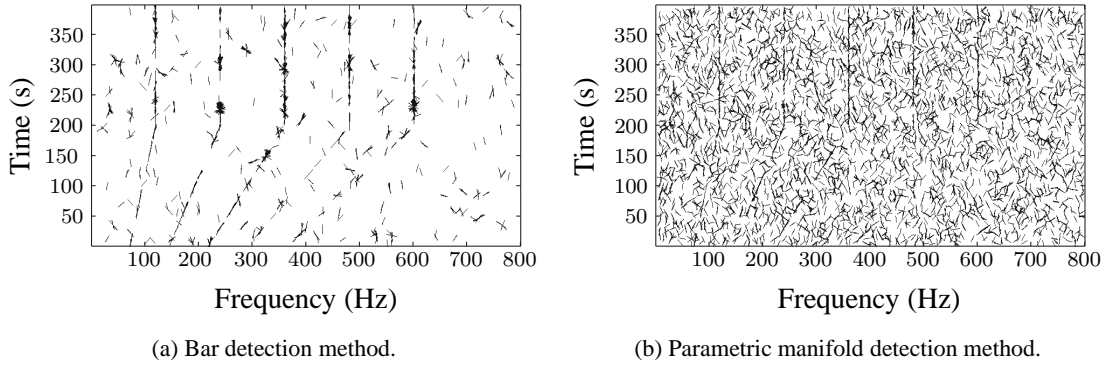 350
300
250
200
150
100
50
Time (s)
100 200 300 400 500 600 700 800
Frequency (Hz)
(a) Bar detection method.
350
300
250
200
150
100
50
Time (s)
100 200 300 400 500 600 700 800
Frequency (Hz)
(b) Parametric manifold detection method.